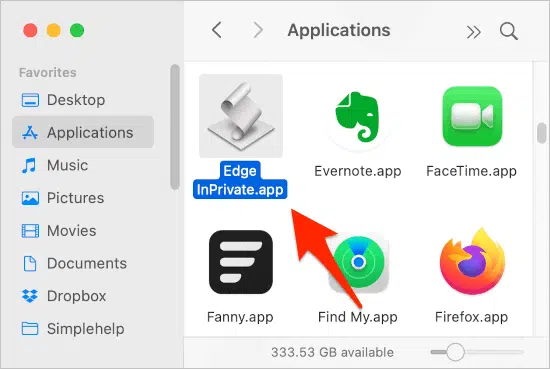 Applications
Favorites
Desktop
Applications
Music
Pictures
Movies
Documents
Dropbox
Simplehelp
Edge
InPrivate.app
Evernote.app
FaceTime.app
Fanny.app
Find My.app
Firefox.app
333.53 GB available